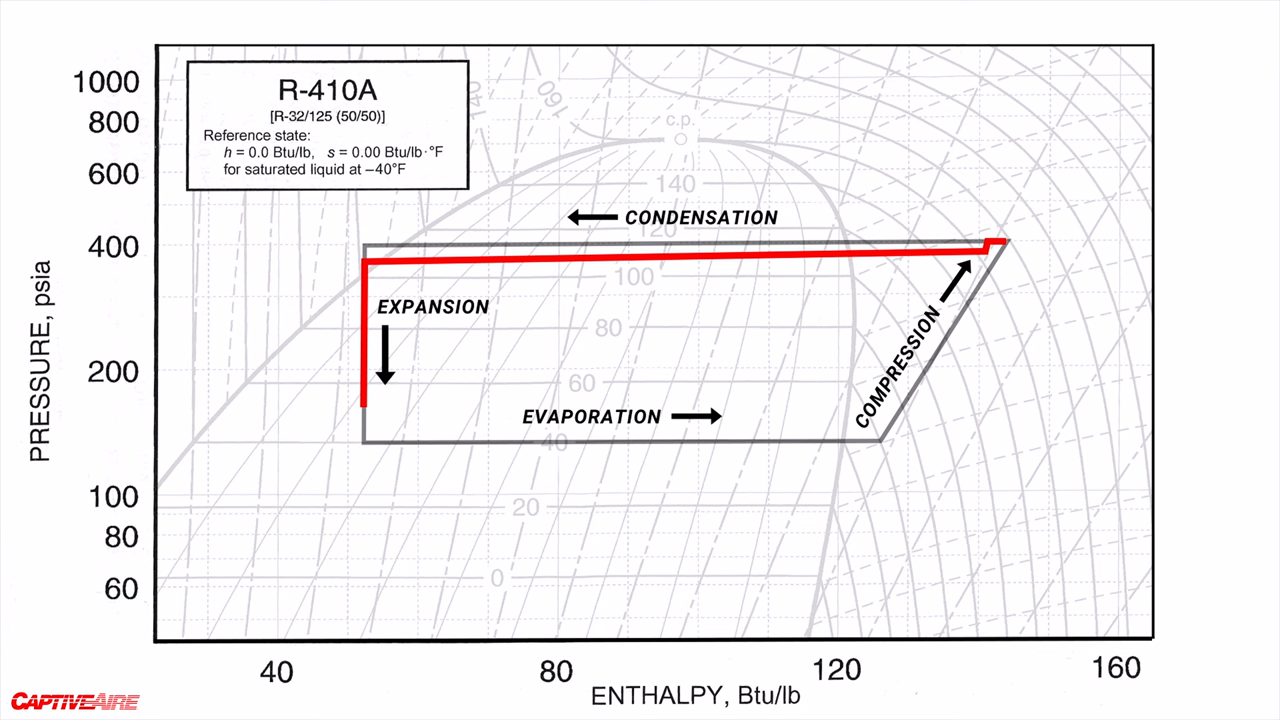 1000
800
600
400
200
100
80
60
PRESSURE, psia
R-410A
[R-32/125 (50/50)]
Reference state:
h = 0.0 Btu/lb, s = 0.00 Btu/lb·°F
for saturated liquid at –40°F
140
160
c.p.
140
CONDENSATION
120
100
EXPANSION
80
COMPRESSION
60
EVAPORATION
40
20
0
40
80
120
160
ENTHALPY, Btu/lb
CAPTIVEAIRE